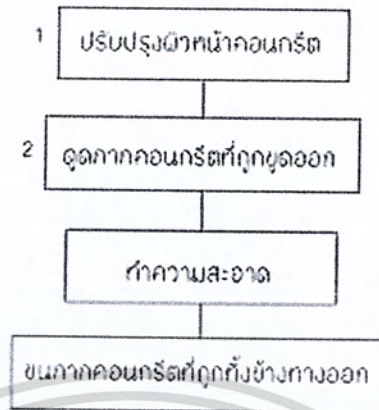 1 ปรับปรุงผิวหน้าคอนกรีต
2 ดูดกากคอนกรีตที่ถูกขูดออก
ทำความสะอาด
ขนกากคอนกรีตที่ถูกทิ้งข้างทางออก